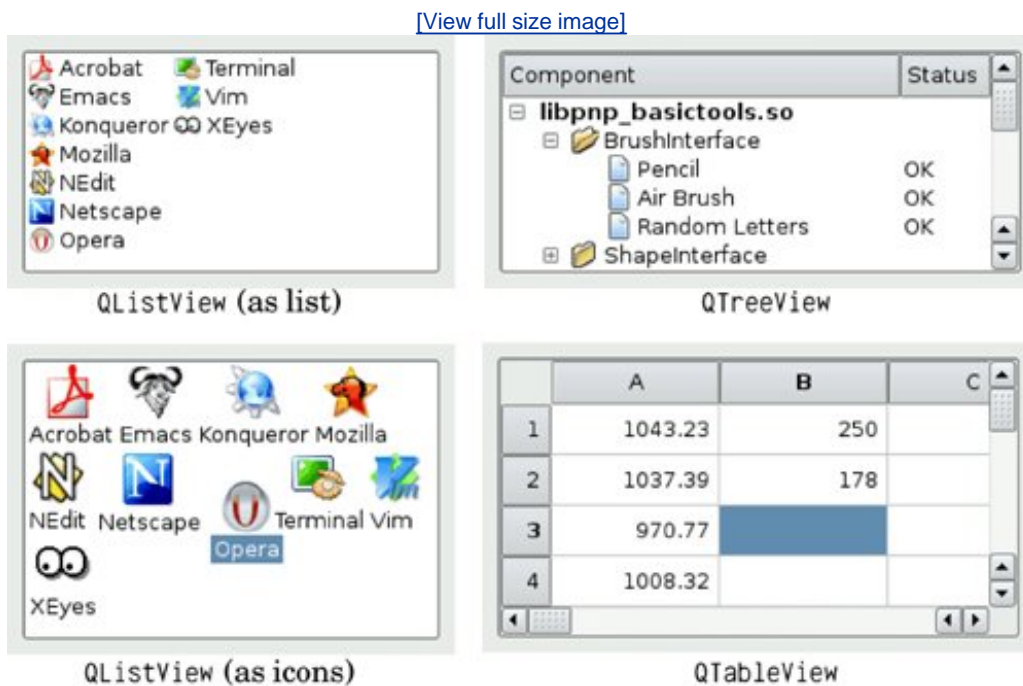 [View full size image]
Acrobat Terminal
Emacs Vim
Konqueror XEyes
Mozilla
NEdit
Netscape
Opera
QListView (as list)
Component Status
libpnp_basictools.so
BrushInterface
Pencil OK
Air Brush OK
Random Letters OK
ShapeInterface
QTreeView
Acrobat Emacs Konqueror Mozilla
NEdit Netscape Opera Terminal Vim
XEyes
QListView (as icons)
A B C
1 1043.23 250
2 1037.39 178
3 970.77
4 1008.32
QTableView